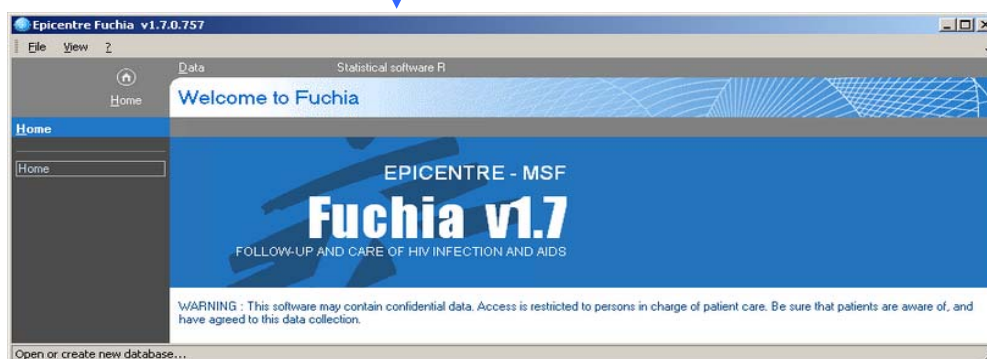 Epicentre Fuchia v1.7.0.757
File View ?
Data Statistical software R
Home
Welcome to Fuchia
Home
Home
EPICENTRE - MSF
Fuchia v1.7
FOLLOW-UP AND CARE OF HIV INFECTION AND AIDS
WARNING : This software may contain confidential data. Access is restricted to persons in charge of patient care. Be sure that patients are aware of, and
have agreed to this data collection.
Open or create new database...